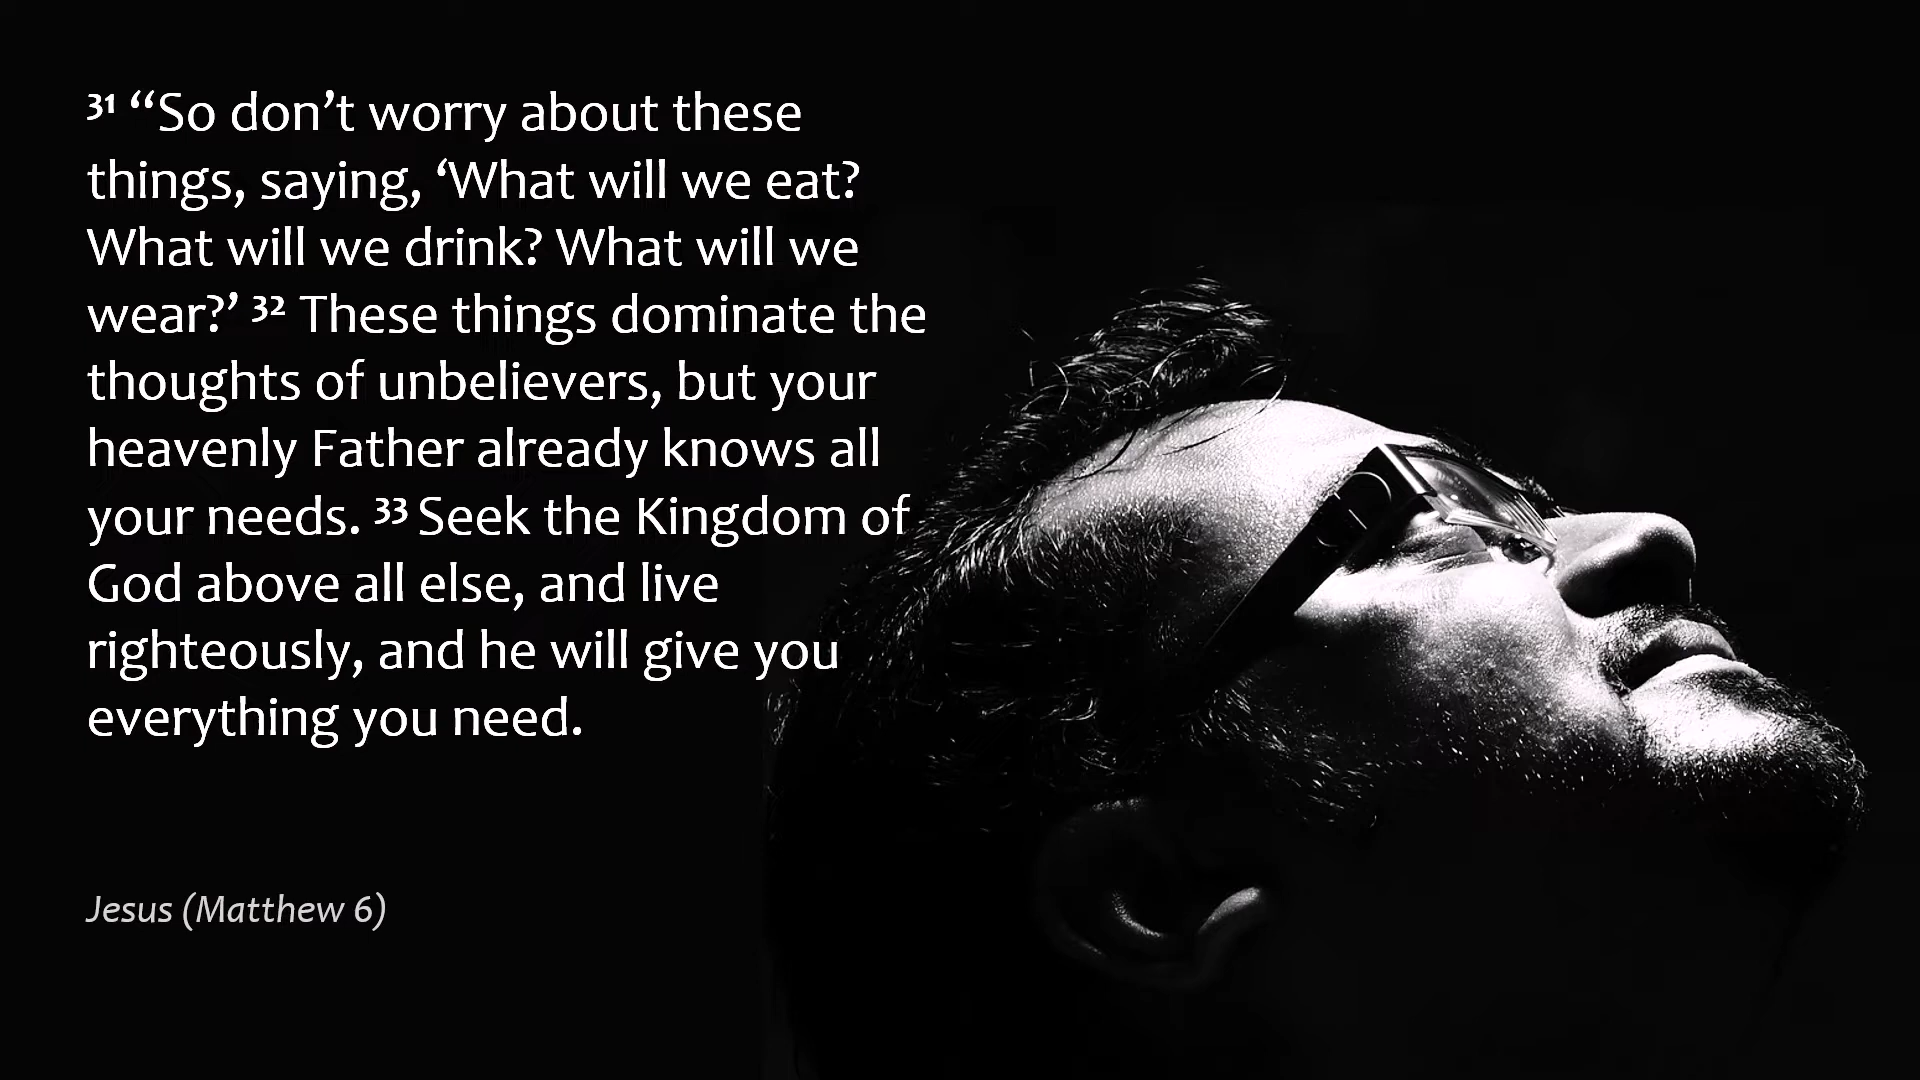 ³¹ “So don’t worry about these
things, saying, ‘What will we eat?
What will we drink? What will we
wear?’ ³² These things dominate the
thoughts of unbelievers, but your
heavenly Father already knows all
your needs. ³³ Seek the Kingdom of
God above all else, and live
righteously, and he will give you
everything you need.
Jesus (Matthew 6)